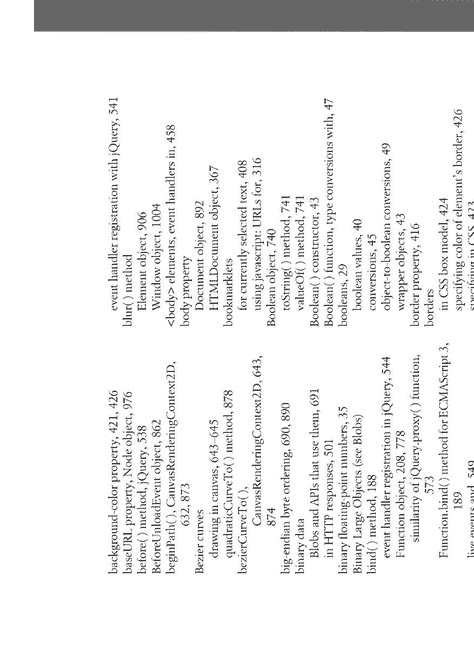 background-color property, 421, 426
baseURL property, Node object, 976
before() method, jQuery, 538
BeforeUnloadEvent object, 862
beginPath(), CanvasRenderingContext2D,
632, 873
Bezier curves
drawing in canvas, 643–645
quadraticCurveTo() method, 878
bezierCurveTo(),
CanvasRenderingContext2D, 643,
874
big-endian byte ordering, 690, 890
binary data
Blobs and APIs that use them, 691
in HTTP responses, 501
binary floating-point numbers, 35
Binary Large Objects (see Blobs)
bind() method, 188
event handler registration in jQuery, 544
Function object, 208, 778
similarity of jQuery.proxy() function,
573
Function.bind() method for ECMAScript 3,
189
live events and, 549
event handler registration with jQuery, 541
blur() method
Element object, 906
Window object, 1004
<body> elements, event handlers in, 458
body property
Document object, 892
HTMLDocument object, 367
bookmarklets
for currently selected text, 408
using javascript: URLs for, 316
Boolean object, 740
toString() method, 741
valueOf() method, 741
Boolean() constructor, 43
Boolean() function, type conversions with, 47
booleans, 29
boolean values, 40
conversions, 45
object-to-boolean conversions, 49
wrapper objects, 43
border property, 416
borders
in CSS box model, 424
specifying color of element's border, 426
specifying in CSS, 423